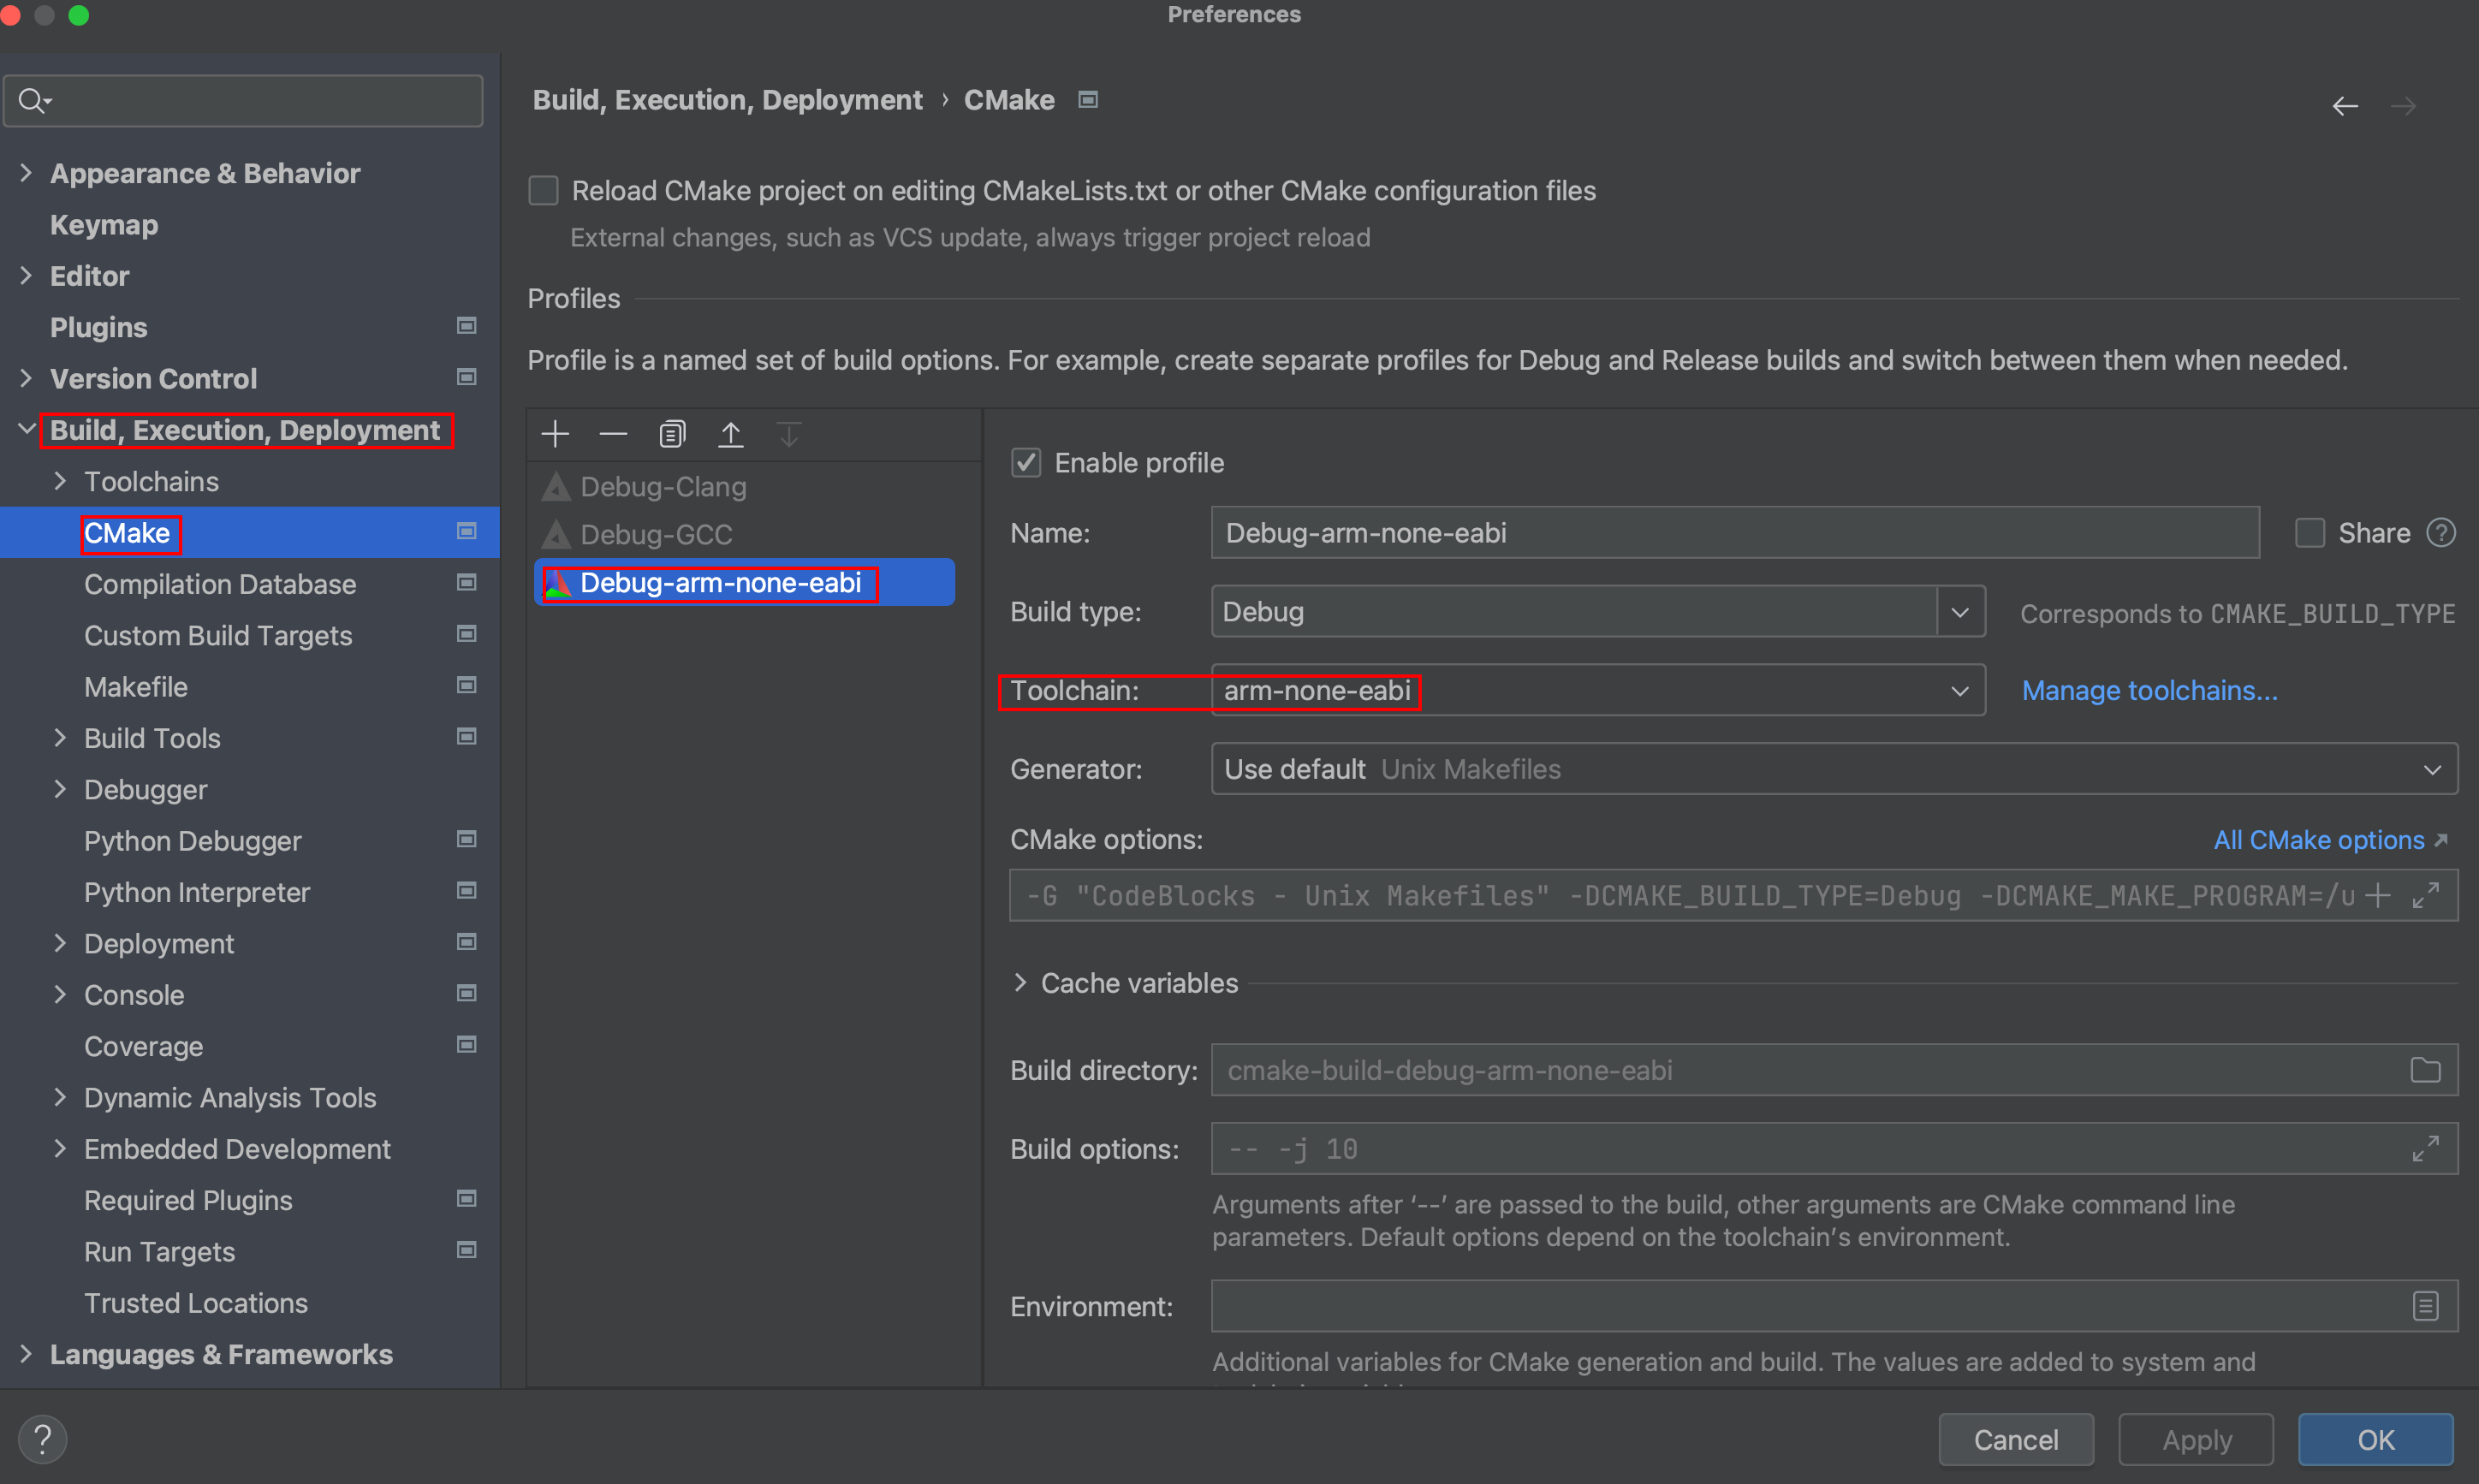 Preferences
Appearance & Behavior
Keymap
Editor
Plugins
Version Control
Build, Execution, Deployment
Toolchains
CMake
Compilation Database
Custom Build Targets
Makefile
Build Tools
Debugger
Python Debugger
Python Interpreter
Deployment
Console
Coverage
Dynamic Analysis Tools
Embedded Development
Required Plugins
Run Targets
Trusted Locations
Languages & Frameworks
Build, Execution, Deployment › CMake
Reload CMake project on editing CMakeLists.txt or other CMake configuration files
External changes, such as VCS update, always trigger project reload
Profiles
Profile is a named set of build options. For example, create separate profiles for Debug and Release builds and switch between them when needed.
Debug-Clang
Debug-GCC
Debug-arm-none-eabi
Enable profile
Name: Debug-arm-none-eabi Share ?
Build type: Debug Corresponds to CMAKE_BUILD_TYPE
Toolchain: arm-none-eabi Manage toolchains...
Generator: Use default Unix Makefiles
CMake options: All CMake options
-G "CodeBlocks - Unix Makefiles" -DCMAKE_BUILD_TYPE=Debug -DCMAKE_MAKE_PROGRAM=/u
Cache variables
Build directory: cmake-build-debug-arm-none-eabi
Build options: -- -j 10
Arguments after ‘--’ are passed to the build, other arguments are CMake command line
parameters. Default options depend on the toolchain’s environment.
Environment:
Additional variables for CMake generation and build. The values are added to system and
? Cancel Apply OK